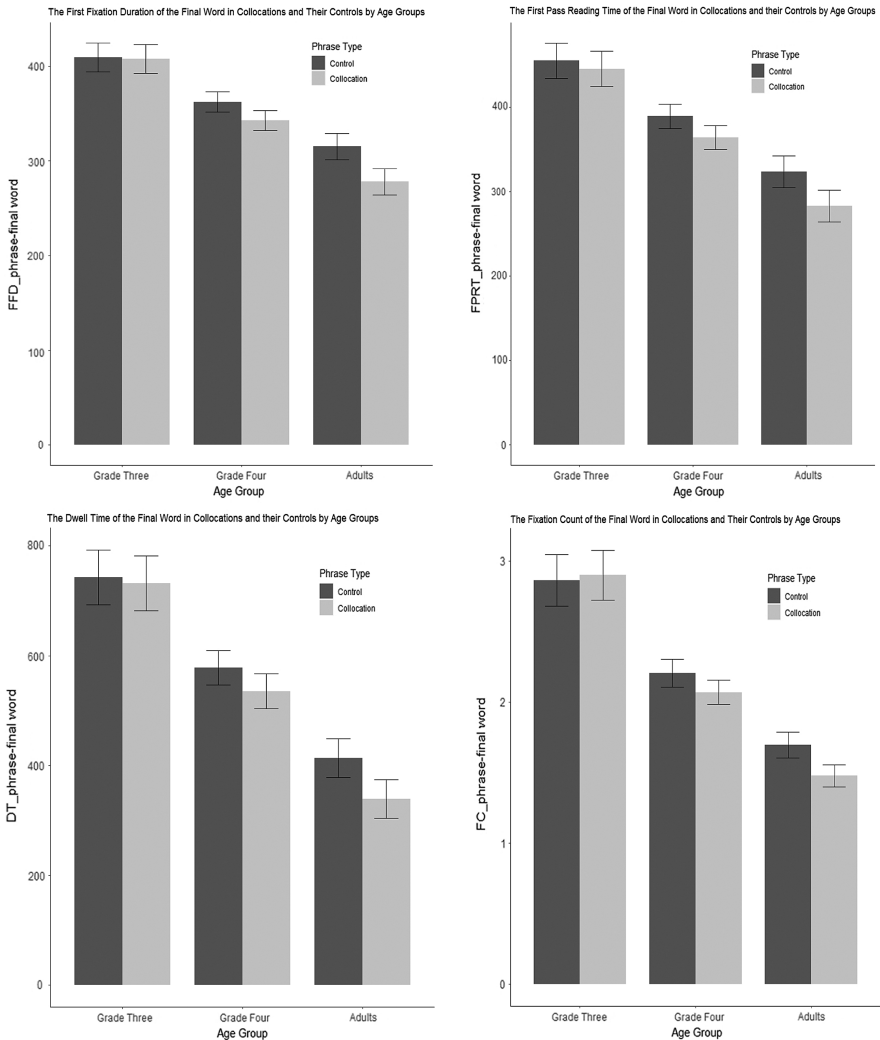 The First Fixation Duration of the Final Word in Collocations and Their Controls by Age Groups
FFD_phrase-final word
400
300
200
100
0
Phrase Type
Control
Collocation
Grade Three
Grade Four
Adults
Age Group
The First Pass Reading Time of the Final Word in Collocations and their Controls by Age Groups
FPRT_phrase-final word
400
300
200
100
0
Phrase Type
Control
Collocation
Grade Three
Grade Four
Adults
Age Group
The Dwell Time of the Final Word in Collocations and their Controls by Age Groups
DT_phrase-final word
800
600
400
200
0
Phrase Type
Control
Collocation
Grade Three
Grade Four
Adults
Age Group
The Fixation Count of the Final Word in Collocations and Their Controls by Age Groups
FC_phrase-final word
3
2
1
0
Phrase Type
Control
Collocation
Grade Three
Grade Four
Adults
Age Group